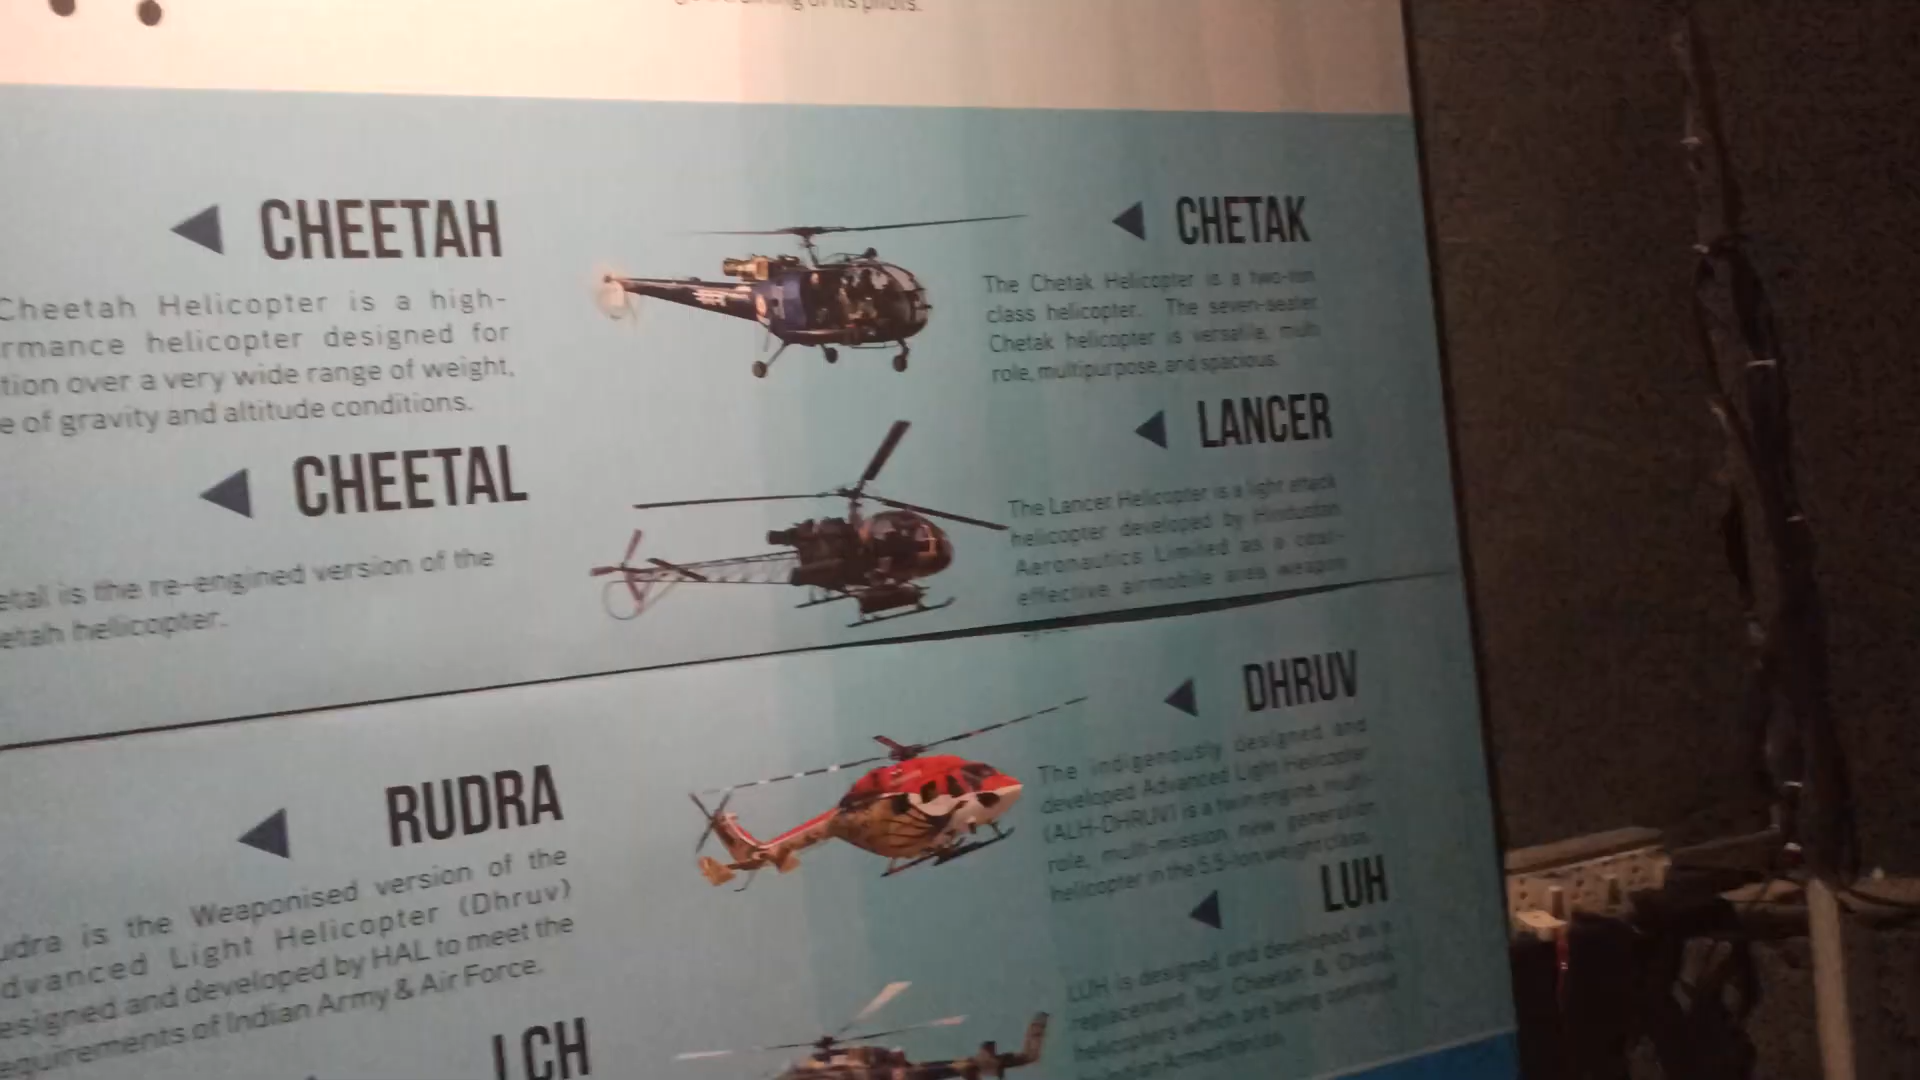 of its pilots.
CHEETAH
Cheetah Helicopter is a high-
rmance helicopter designed for
tion over a very wide range of weight,
e of gravity and altitude conditions.
CHEETAL
etal is the re-engined version of the
etah helicopter.
RUDRA
udra is the Weaponised version of the
dvanced Light Helicopter (Dhruv)
esigned and developed by HAL to meet the
equirements of Indian Army & Air Force.
LCH
CHETAK
The Chetak Helicopter is a two-ton
class helicopter. The seven-seater
Chetak helicopter is versatile, multi
role, multipurpose, and spacious.
LANCER
The Lancer Helicopter is a light attack
helicopter developed by Hindustan
Aeronautics Limited as a cost-
effective, airmobile area weapon
DHRUV
The indigenously designed and
developed Advanced Light Helicopter
(ALH-DHRUV) is a twin engine, multi-
role, multi-mission new generation
helicopter in the 5.5-ton weight class.
LUH
LUH is designed and developed as a
replacement for Cheetah & Chetak
helicopters which are being operated